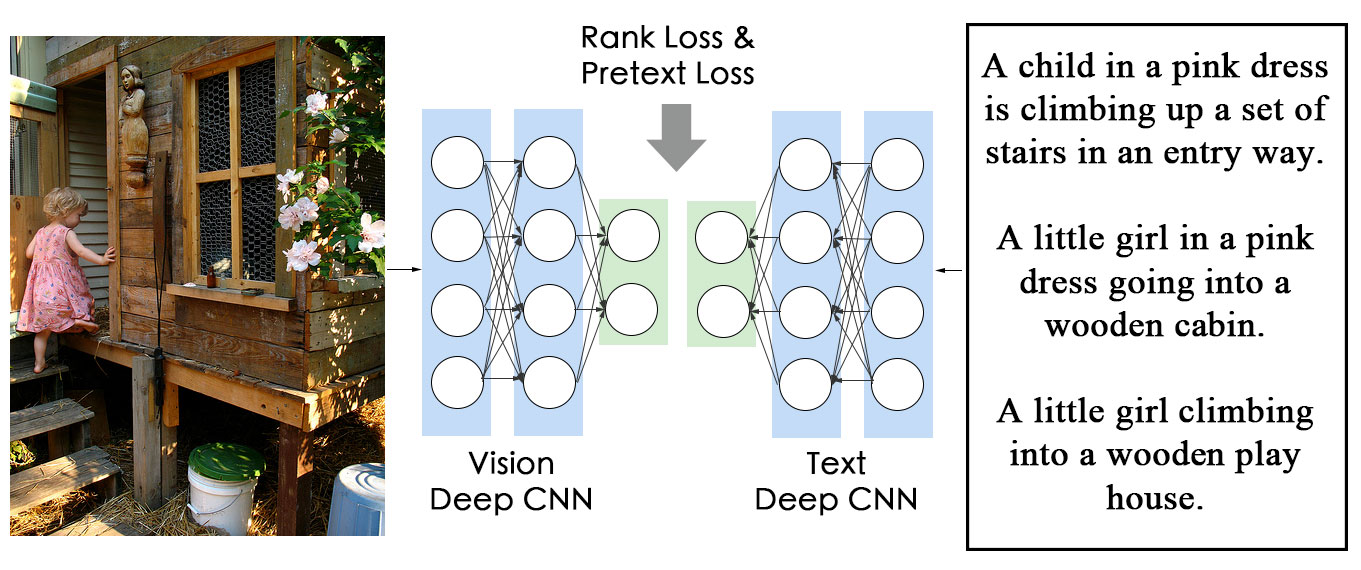 Rank Loss &
Pretext Loss
Vision
Deep CNN
Text
Deep CNN
A child in a pink dress
is climbing up a set of
stairs in an entry way.
A little girl in a pink
dress going into a
wooden cabin.
A little girl climbing
into a wooden play
house.